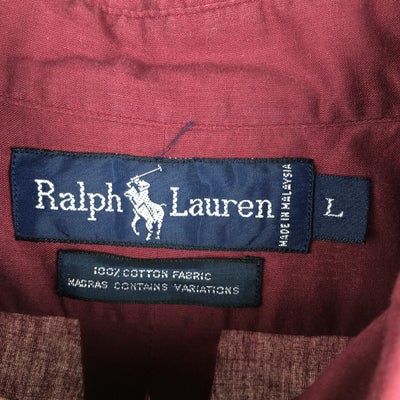 Ralph Lauren
MADE IN MALAYSIA
L
100% COTTON FABRIC
MADRAS CONTAINS VARIATIONS